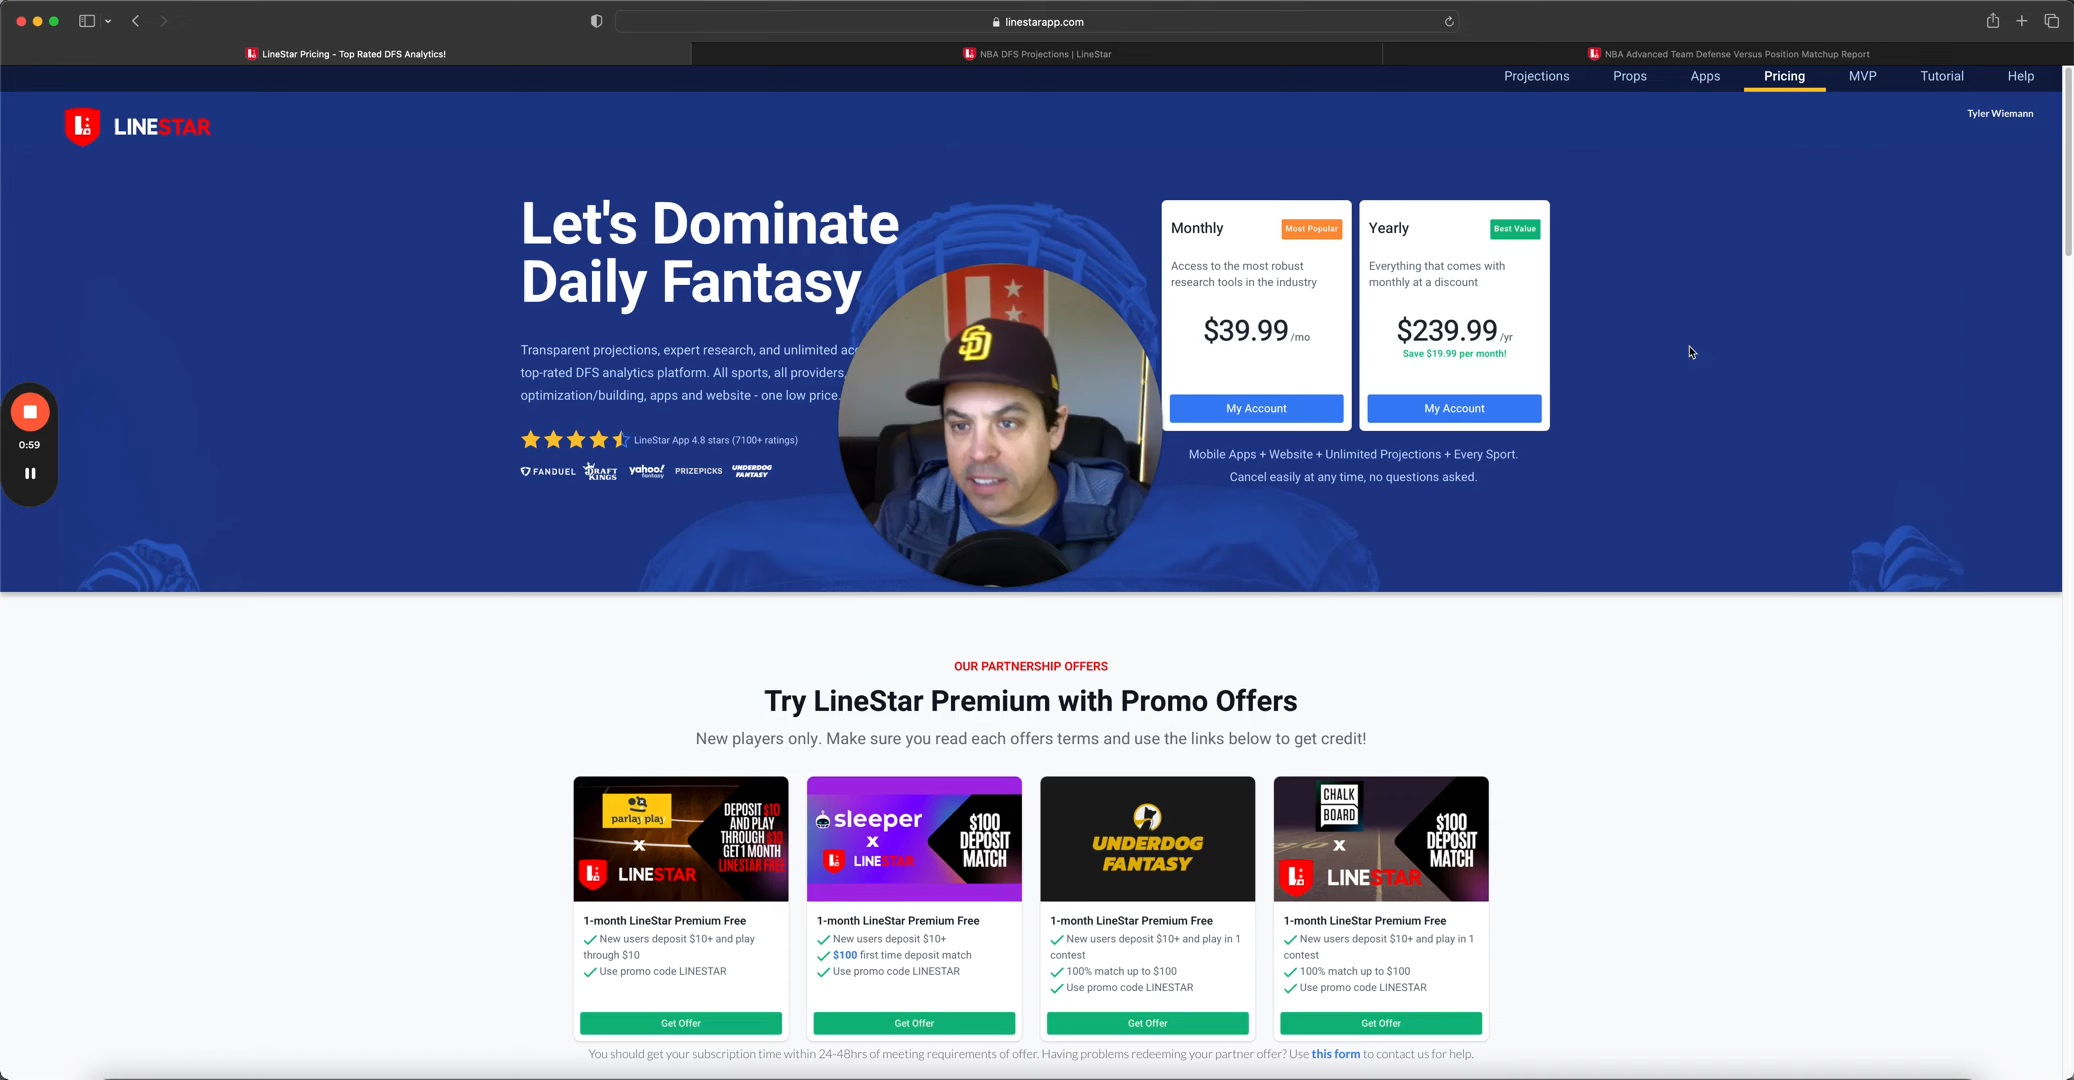 linestarapp.com
LineStar Pricing - Top Rated DFS Analytics!
NBA DFS Projections | LineStar
NBA Advanced Team Defense Versus Position Matchup Report
Projections
Props
Apps
Pricing
MVP
Tutorial
Help
LINESTAR
Tyler Wiemann
Let's Dominate
Daily Fantasy
Transparent projections, expert research, and unlimited acc
top-rated DFS analytics platform. All sports, all providers,
optimization/building, apps and website - one low price.
LineStar App 4.8 stars (7100+ ratings)
FANDUEL
DRAFT
KINGS
yahoo!
fantasy
PRIZEPICKS
UNDERDOG
FANTASY
SD
Monthly
Most Popular
Access to the most robust
research tools in the industry
$39.99 /mo
My Account
Yearly
Best Value
Everything that comes with
monthly at a discount
$239.99 /yr
Save $19.99 per month!
My Account
Mobile Apps + Website + Unlimited Projections + Every Sport.
Cancel easily at any time, no questions asked.
0:59
OUR PARTNERSHIP OFFERS
Try LineStar Premium with Promo Offers
New players only. Make sure you read each offers terms and use the links below to get credit!
parlay play
X
LINESTAR
DEPOSIT $10
AND PLAY
THROUGH $10
GET 1 MONTH
LINESTAR FREE
1-month LineStar Premium Free
New users deposit $10+ and play
through $10
Use promo code LINESTAR
Get Offer
sleeper
X
LINESTAR
$100
DEPOSIT
MATCH
1-month LineStar Premium Free
New users deposit $10+
$100 first time deposit match
Use promo code LINESTAR
Get Offer
UNDERDOG
FANTASY
1-month LineStar Premium Free
New users deposit $10+ and play in 1
contest
100% match up to $100
Use promo code LINESTAR
Get Offer
CHALK
BOARD
X
LINESTAR
$100
DEPOSIT
MATCH
1-month LineStar Premium Free
New users deposit $10+ and play in 1
contest
100% match up to $100
Use promo code LINESTAR
Get Offer
You should get your subscription time within 24-48hrs of meeting requirements of offer. Having problems redeeming your partner offer? Use this form to contact us for help.